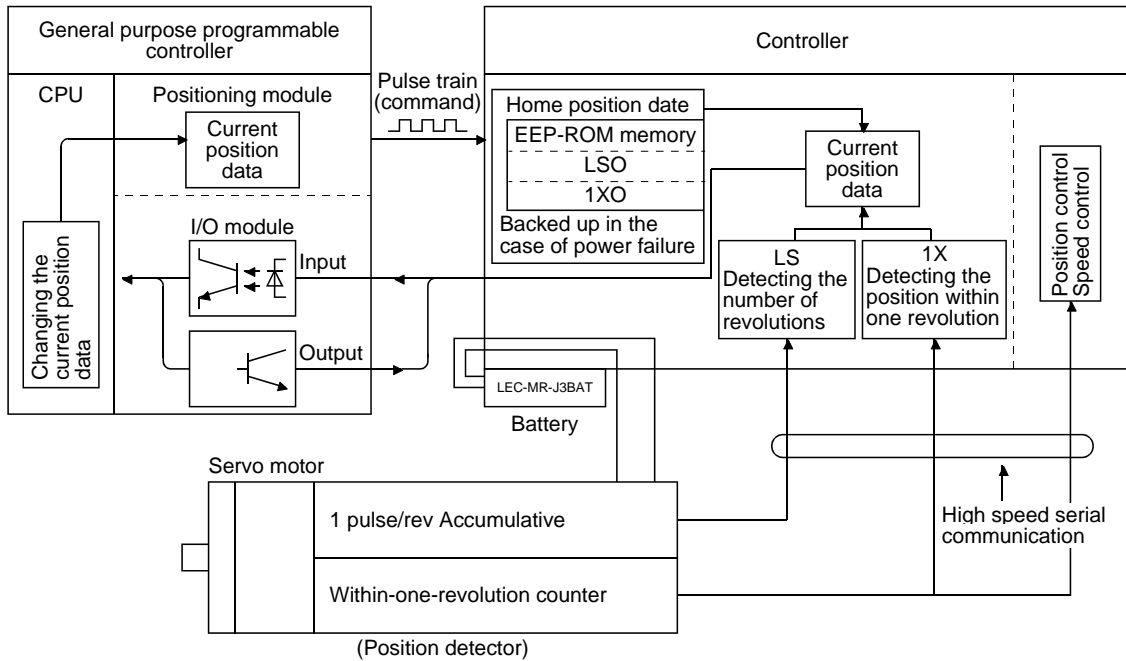 General purpose programmable
controller
Controller
CPU
Positioning module
Current
position
data
Pulse train
(command)
Home position date
EEP-ROM memory
LSO
1XO
Backed up in the
case of power failure
Current
position
data
Position control
Speed control
Changing the
current position
data
I/O module
Input
Output
LS
Detecting the
number of
revolutions
1X
Detecting the
position within
one revolution
LEC-MR-J3BAT
Battery
Servo motor
1 pulse/rev Accumulative
Within-one-revolution counter
(Position detector)
High speed serial
communication